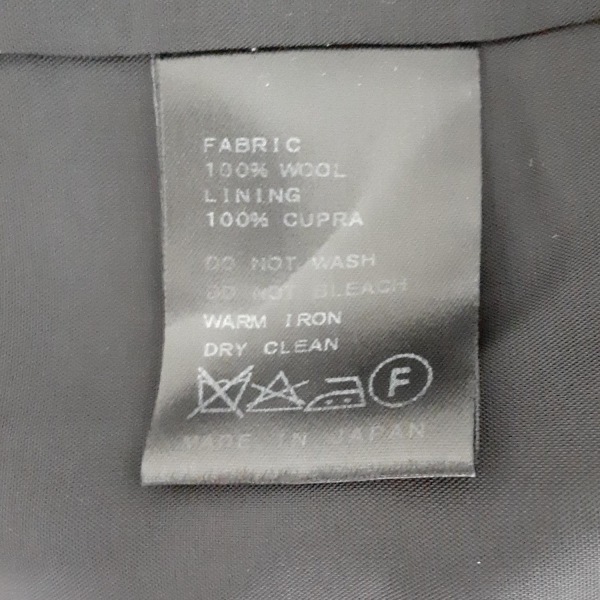 FABRIC
100% WOOL
LINING
100% CUPRA
DO NOT WASH
DO NOT BLEACH
WARM IRON
DRY CLEAN
F
MADE IN JAPAN